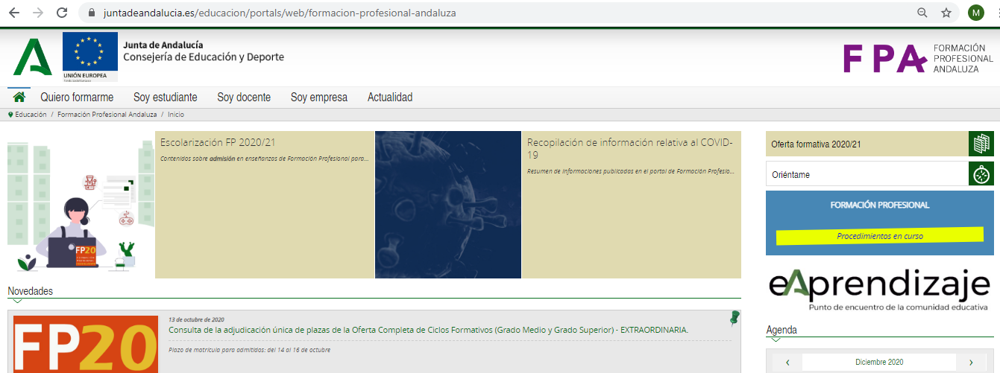 juntadeandalucia.es/educacion/portals/web/formacion-profesional-andaluza
M
UNIÓN EUROPEA
Fondo Social Europeo
Junta de Andalucía
Consejería de Educación y Deporte
FPA
FORMACIÓN
PROFESIONAL
ANDALUZA
Quiero formarme Soy estudiante Soy docente Soy empresa Actualidad
Educación / Formación Profesional Andaluza / Inicio
FP20
Escolarización FP 2020/21
Contenidos sobre admisión en enseñanzas de Formación Profesional para...
Recopilación de información relativa al COVID-
19
Resumen de informaciones publicadas en el portal de Formación Profesio...
Oferta formativa 2020/21
Oriéntame
FORMACIÓN PROFESIONAL
Procedimientos en curso
eAprendizaje
Punto de encuentro de la comunidad educativa
Novedades
FP20
13 de octubre de 2020
Consulta de la adjudicación única de plazas de la Oferta Completa de Ciclos Formativos (Grado Medio y Grado Superior) - EXTRAORDINARIA.
Plazo de matrícula para admitidos: del 14 al 16 de octubre
Agenda
Diciembre 2020